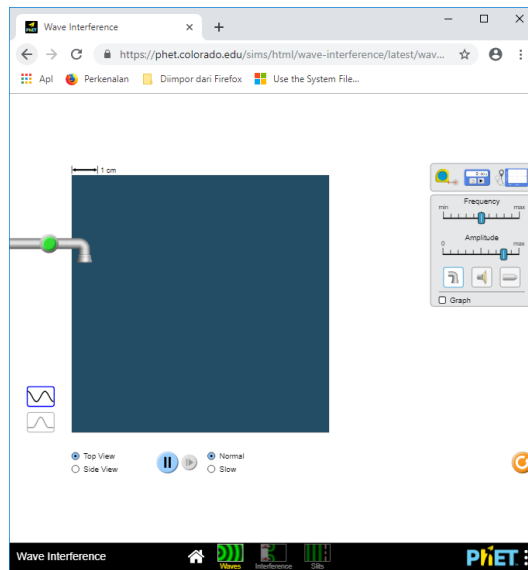 Wave Interference
https://phet.colorado.edu/sims/html/wave-interference/latest/wav...
Apl Perkenalan Diimpor dari Firefox Use the System File...
1 cm
Frequency
min max
Amplitude
0 max
Graph
Top View Normal
Side View Slow
Wave Interference Waves Interference Slits PhET